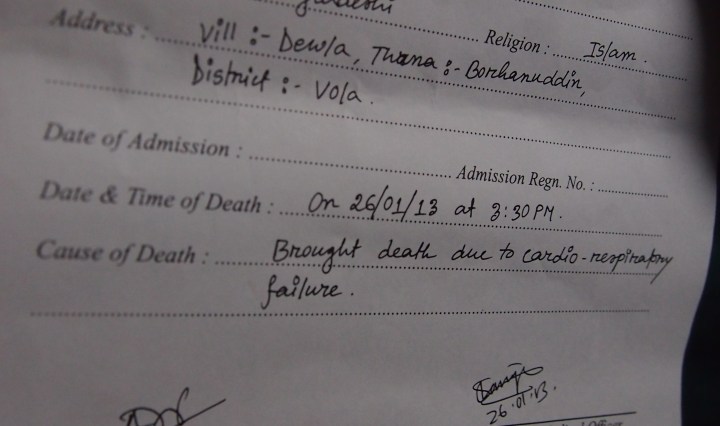 Address : Vill :- Dewla, Thana :- Borhanuddin, Religion : Islam.
District :- Vola.
Date of Admission : Admission Regn. No. :
Date & Time of Death : On 26/01/13 at 3:30 PM.
Cause of Death : Brought death due to cardio-respiratory
failure.
26.01.13.